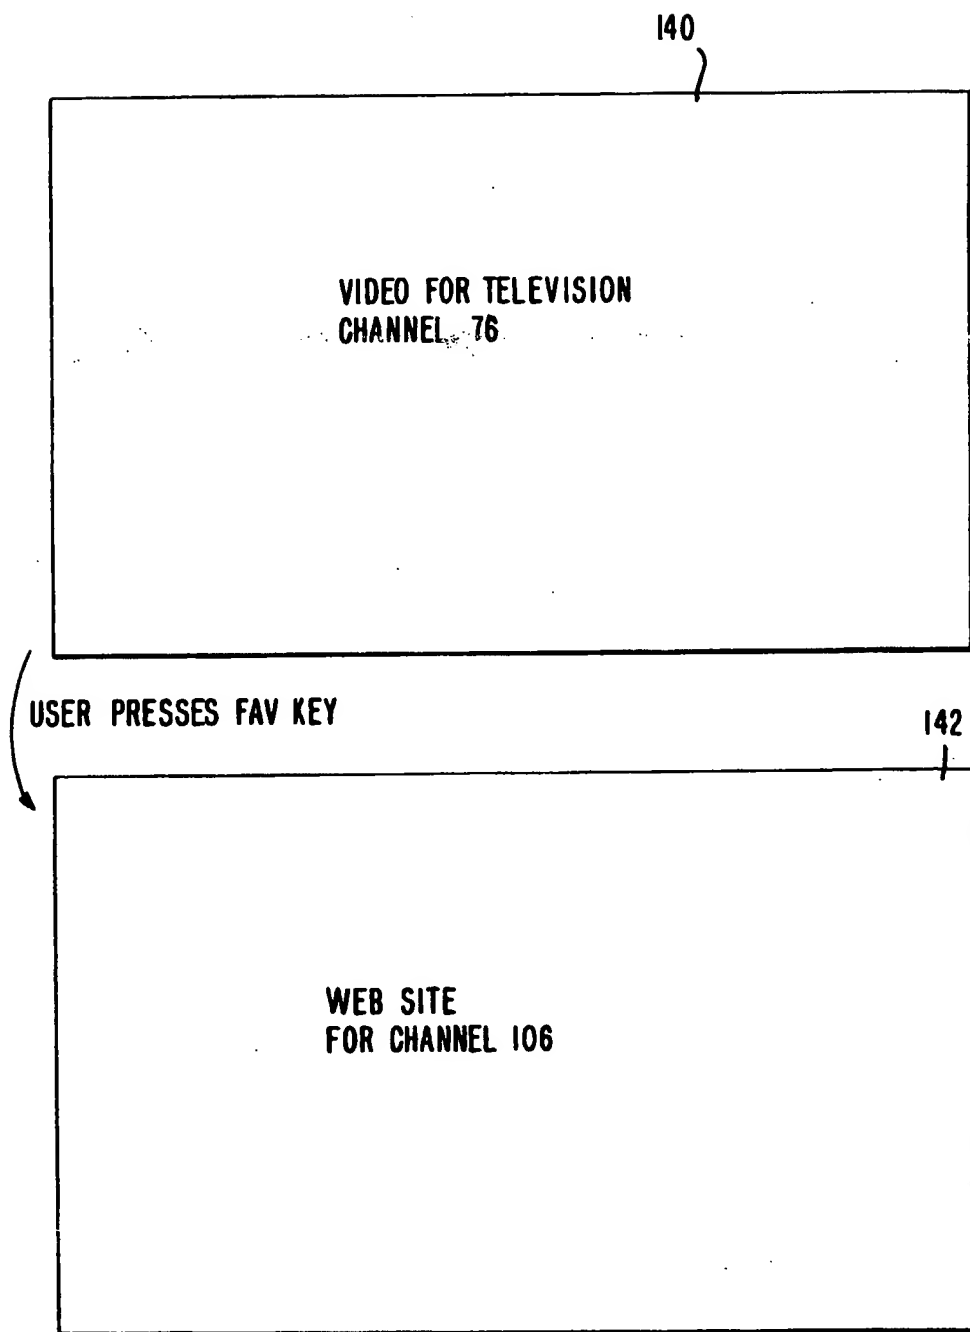 140
VIDEO FOR TELEVISION
CHANNEL 76
USER PRESSES FAV KEY
142
WEB SITE
FOR CHANNEL 106